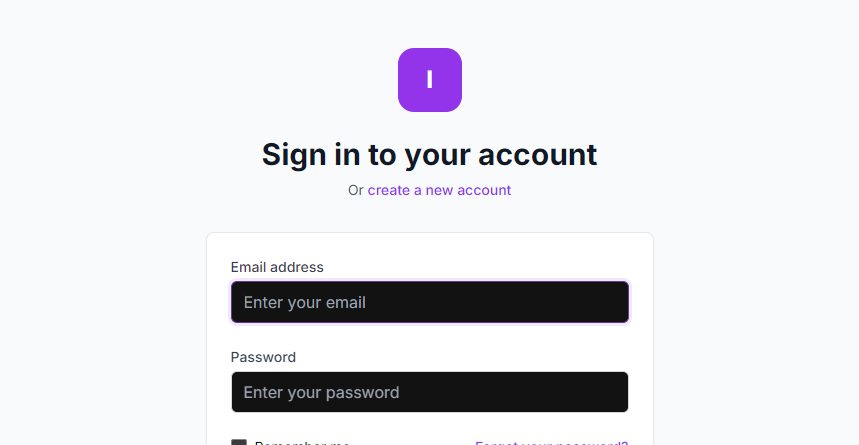 I
Sign in to your account
Or create a new account
Email address
Enter your email
Password
Enter your password
Remember me
Forgot your password?